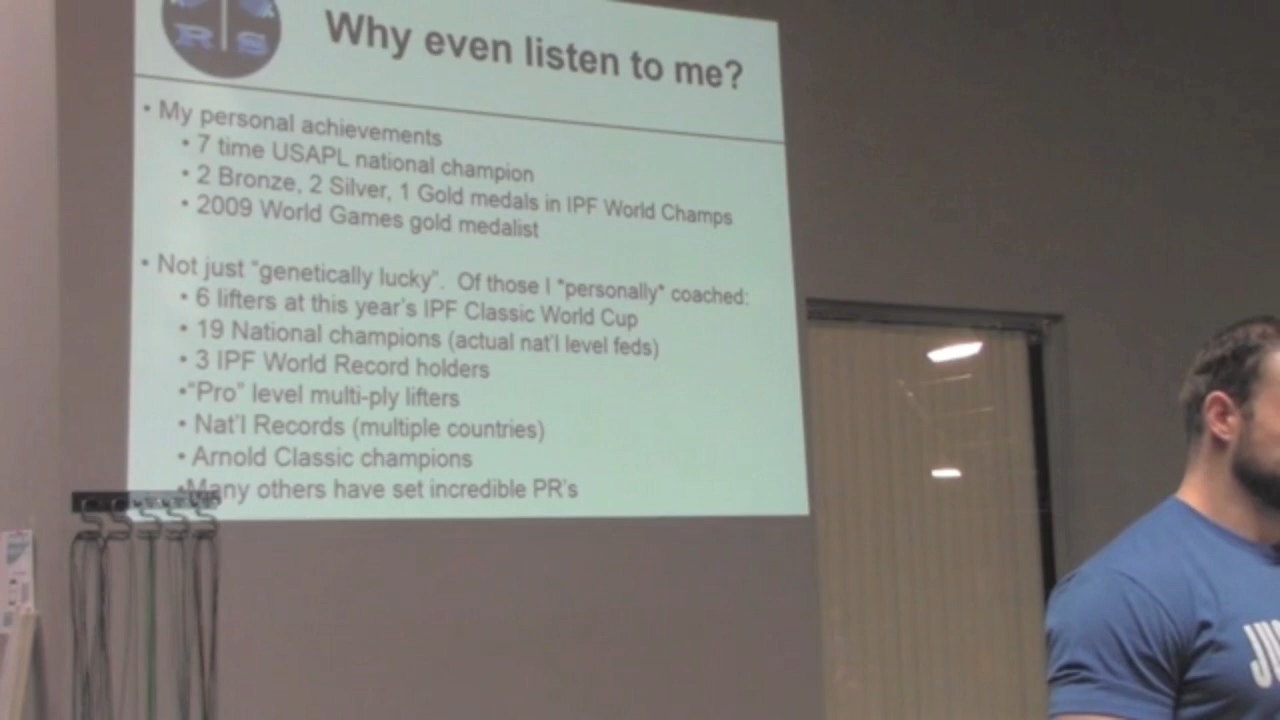 R S
Why even listen to me?
• My personal achievements
• 7 time USAPL national champion
• 2 Bronze, 2 Silver, 1 Gold medals in IPF World Champs
• 2009 World Games gold medalist
• Not just "genetically lucky". Of those I *personally* coached:
• 6 lifters at this year's IPF Classic World Cup
• 19 National champions (actual nat'l level feds)
• 3 IPF World Record holders
•"Pro" level multi-ply lifters
• Nat'l Records (multiple countries)
• Arnold Classic champions
•Many others have set incredible PR's